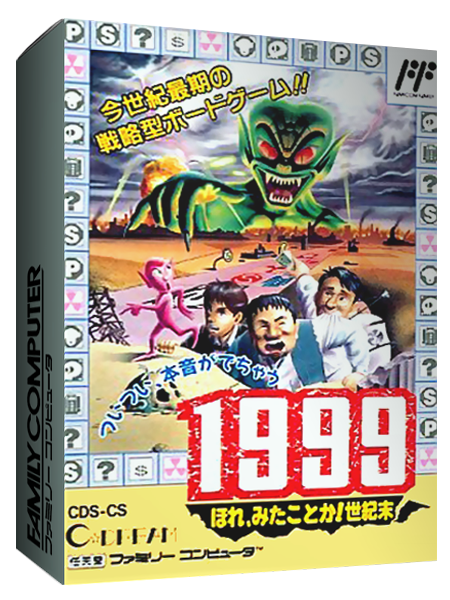 今世紀最期の
戦略型ボードゲーム!!
ついつい、本音がでちゃう
1999
ほれ、みたことか!世紀末
CDS-CS
C★DREAM
任天堂 ファミリー コンピュータ™
FAMILY COMPUTER
ファミリー コンピュータ